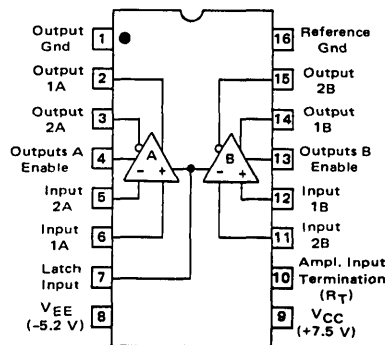 Output
Gnd
1
16
Reference
Gnd
Output
1A
2
15
Output
2B
Output
2A
3
14
Output
1B
Outputs A
Enable
4
A
B
13
Outputs B
Enable
- +
- +
Input
2A
5
12
Input
1B
Input
1A
6
11
Input
2B
Latch
Input
7
10
Ampl. Input
Termination
(RT)
VEE
(-5.2 V)
8
9
VCC
(+7.5 V)